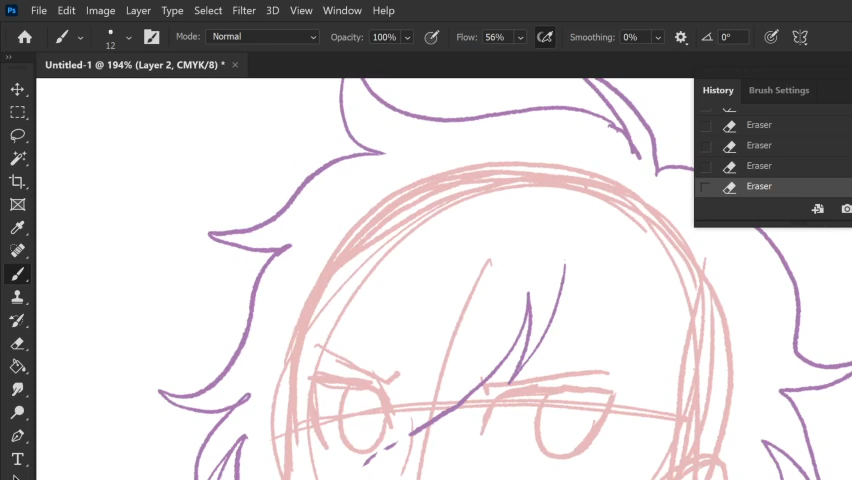 Ps File Edit Image Layer Type Select Filter 3D View Window Help
12 Mode: Normal Opacity: 100% Flow: 56% Smoothing: 0% 0°
Untitled-1 @ 194% (Layer 2, CMYK/8) * ×
History Brush Settings
Eraser
Eraser
Eraser
Eraser
T